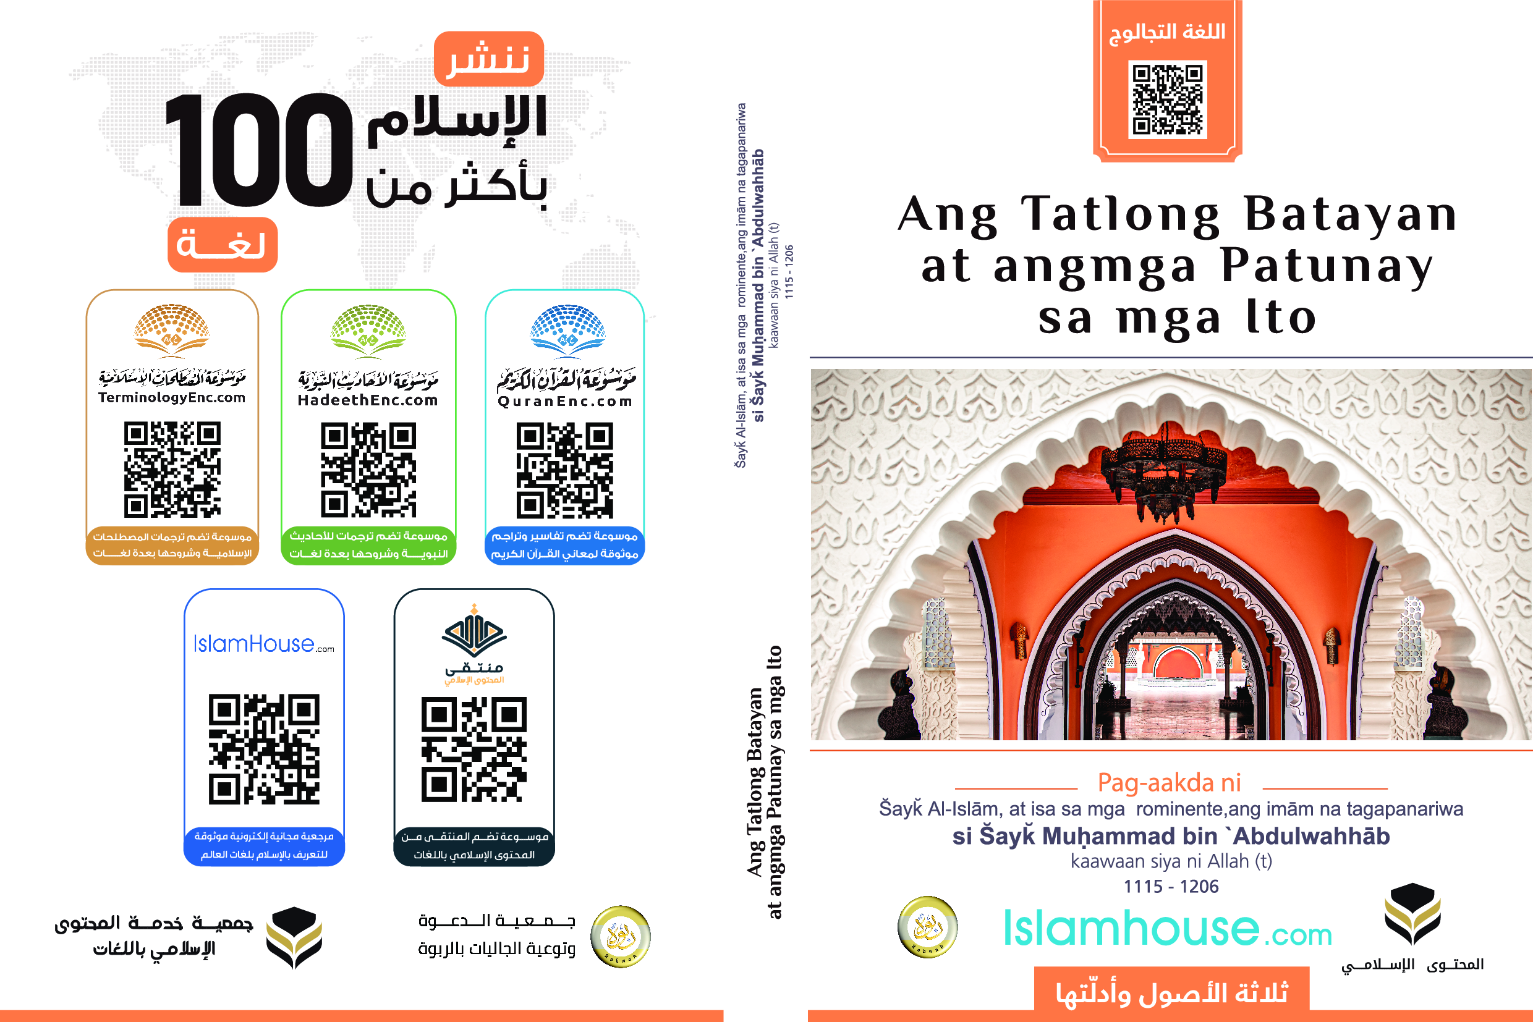 ننشر
الإسلام
100
بأكثر من
لغة
موسوعة المصطلحات الإسلامية
TerminologyEnc.com
موسوعة تضم ترجمات المصطلحات
الإسلامية وشروحها بعدة لغات
موسوعة الأحاديث النبوية
HadeethEnc.com
موسوعة تضم ترجمات للأحاديث
النبوية وشروحها بعدة لغات
موسوعة القرآن الكريم
QuranEnc.com
موسوعة تضم تفاسير وتراجم
موثوقة لمعاني القرآن الكريم
IslamHouse.com
مرجعية مجانية إلكترونية موثوقة
للتعريف بالإسلام بلغات العالم
منتقى
المحتوى الإسلامي
موسوعة تضم المنتقى من
المحتوى الإسلامي باللغات
جمعية خدمة المحتوى
الإسلامي باللغات
جمعية الدعوة
وتوعية الجاليات بالربوة
Šayǩ Al-Islām, at isa sa mga rominente,ang imām na tagapanariwa
si Šayǩ Muḥammad bin `Abdulwahhāb
kaawaan siya ni Allah (t)
1115 - 1206
Ang Tatlong Batayan
at angmga Patunay sa mga Ito
اللغة التجالوج
Ang Tatlong Batayan
at angmga Patunay
sa mga Ito
Pag-aakda ni
Šayǩ Al-Islām, at isa sa mga rominente,ang imām na tagapanariwa
si Šayǩ Muḥammad bin `Abdulwahhāb
kaawaan siya ni Allah (t)
1115 - 1206
Islamhouse.com
المحتوى الإسلامي
ثلاثة الأصول وأدلّتها